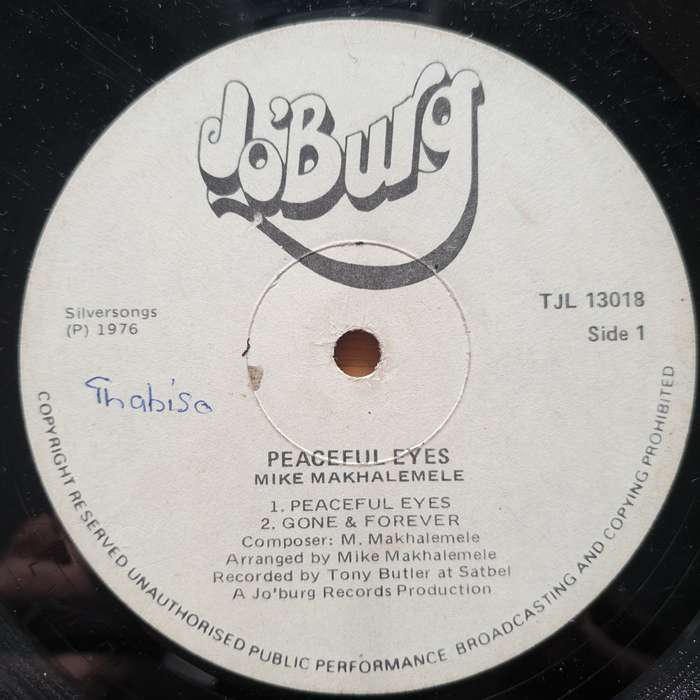 Jo'Burg
Silversongs
(P) 1976
TJL 13018
Side 1
Thabiso
PEACEFUL EYES
MIKE MAKHALEMELE
1. PEACEFUL EYES
2. GONE & FOREVER
Composer: M. Makhalemele
Arranged by Mike Makhalemele
Recorded by Tony Butler at Satbel
A Jo'burg Records Production
COPYRIGHT RESERVED UNAUTHORISED PUBLIC PERFORMANCE BROADCASTING AND COPYING PROHIBITED